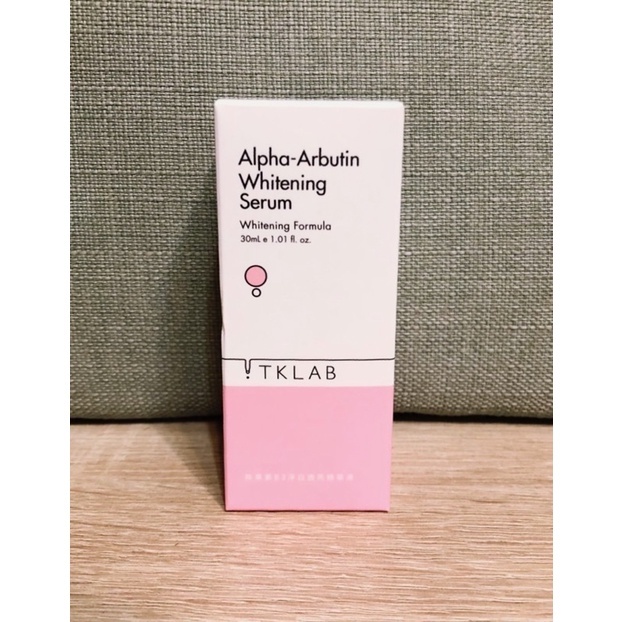 Alpha-Arbutin
Whitening
Serum
Whitening Formula
30mL e 1.01 fl. oz.
TKLAB